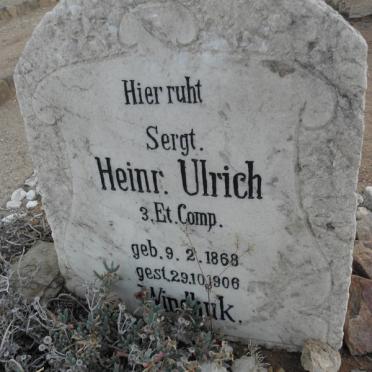 Hier ruht
Sergt.
Heinr. Ulrich
3. Et. Comp.
geb. 9. 2. 1868
gest. 29.10.1906
Windhuk.